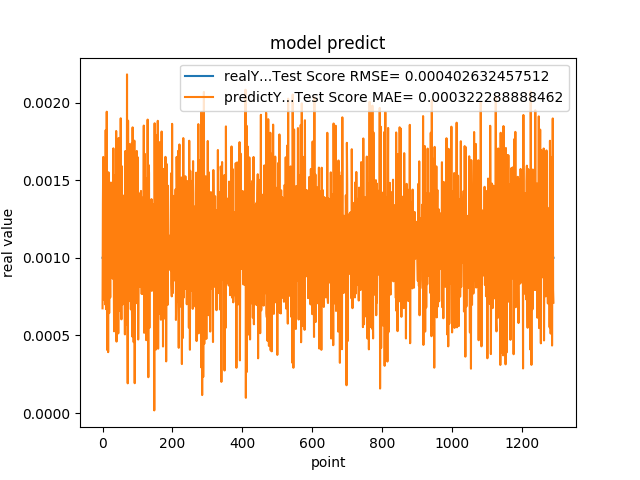 model predict
realY...Test Score RMSE= 0.000402632457512
predictY...Test Score MAE= 0.000322288888462
0.0020
0.0015
0.0010
0.0005
0.0000
real value
0
200
400
600
800
1000
1200
point